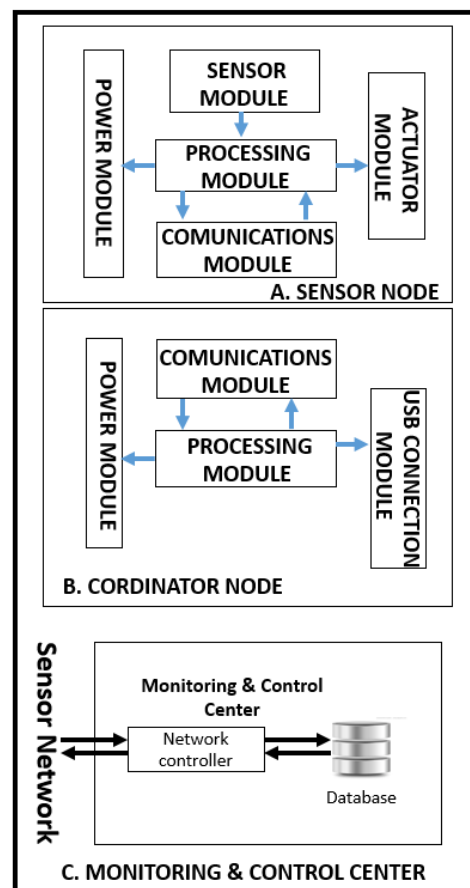 POWER MODULE
SENSOR
MODULE
PROCESSING
MODULE
COMUNICATIONS
MODULE
ACTUATOR
MODULE
A. SENSOR NODE
POWER MODULE
COMUNICATIONS
MODULE
PROCESSING
MODULE
USB CONNECTION
MODULE
B. CORDINATOR NODE
Sensor Network
Monitoring & Control
Center
Network
controller
Database
C. MONITORING & CONTROL CENTER